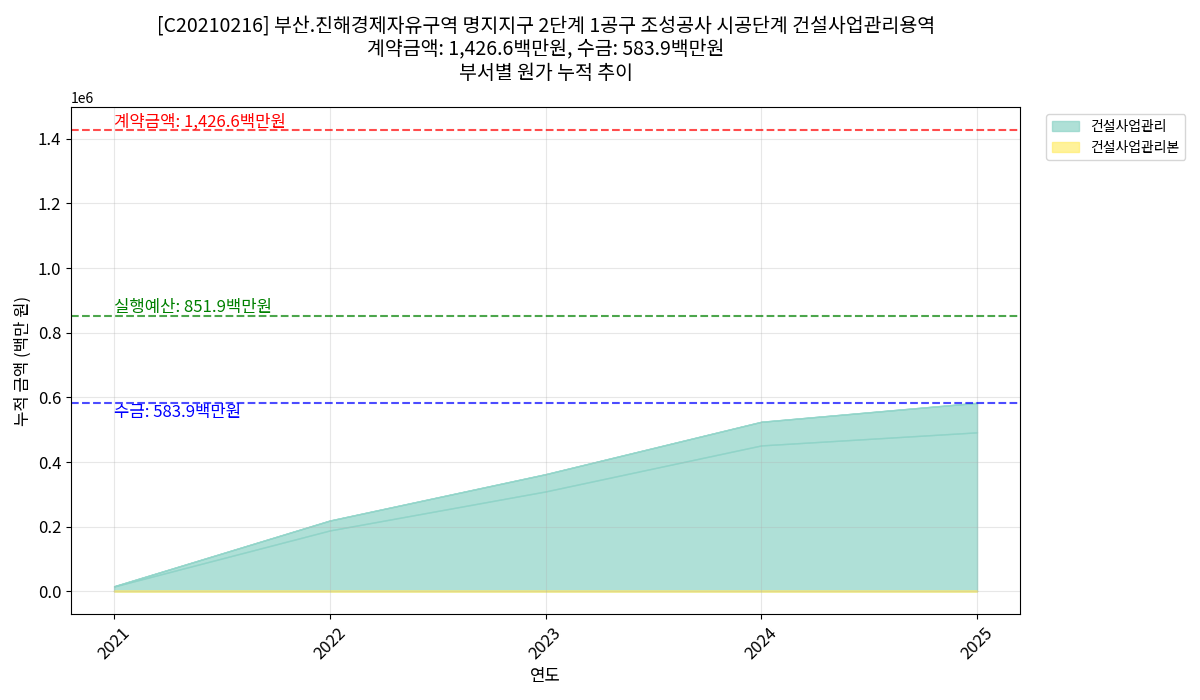 [C20210216] 부산.진해경제자유구역 명지지구 2단계 1공구 조성공사 시공단계 건설사업관리용역
계약금액: 1,426.6백만원, 수금: 583.9백만원
부서별 원가 누적 추이
1e6
계약금액: 1,426.6백만원
실행예산: 851.9백만원
수금: 583.9백만원
건설사업관리
건설사업관리본
누적 금액 (백만 원)
1.4
1.2
1.0
0.8
0.6
0.4
0.2
0.0
2021
2022
2023
2024
2025
연도